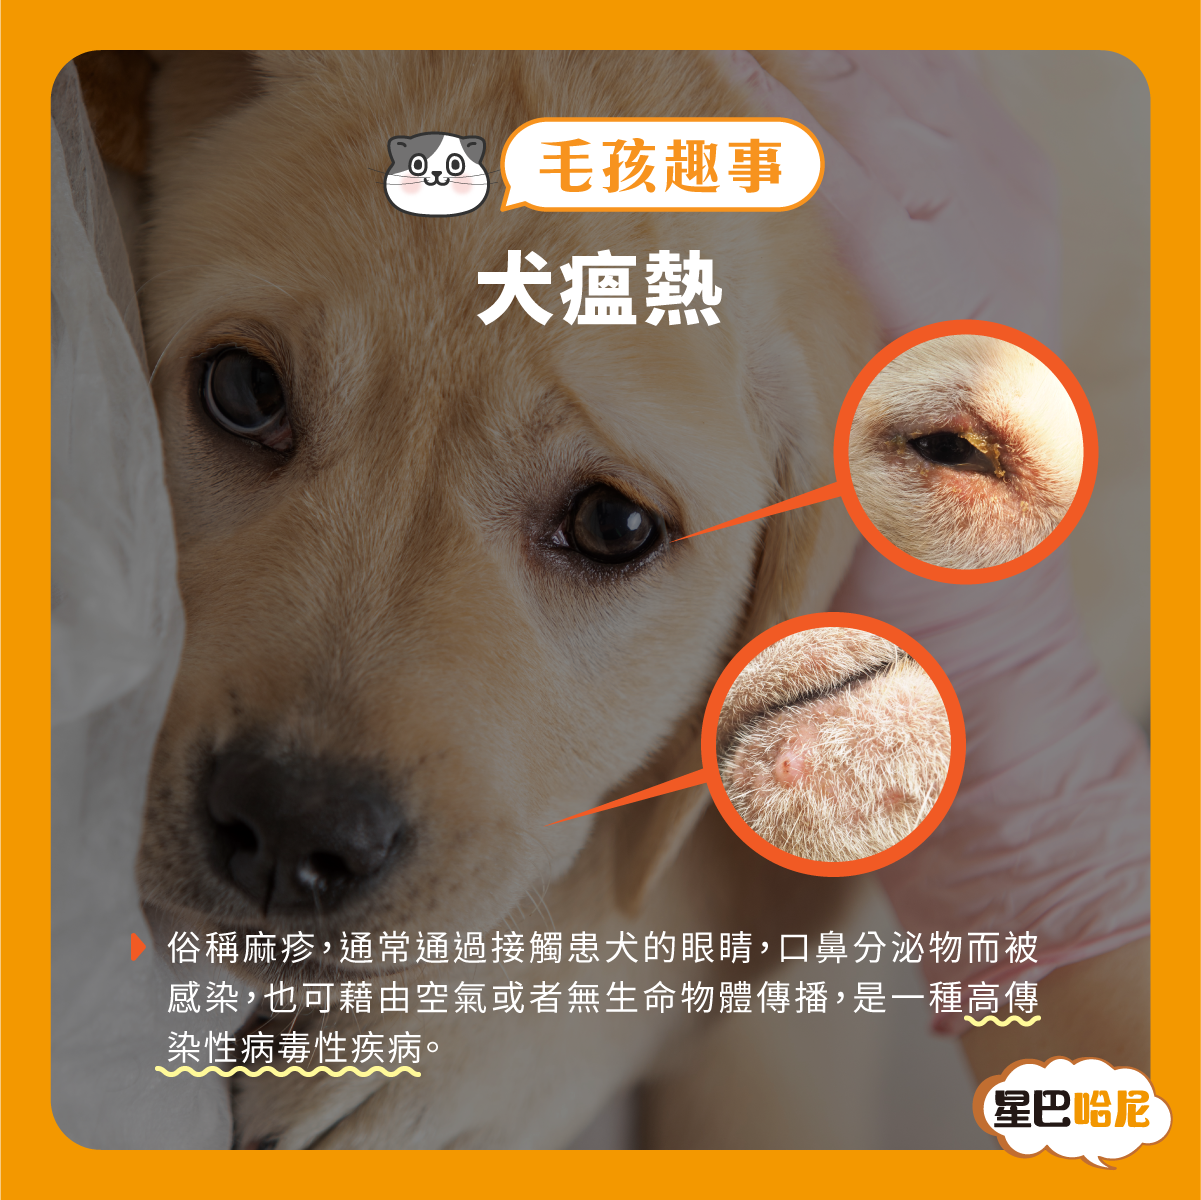 毛孩趣事
犬瘟熱
俗稱麻疹,通常通過接觸患犬的眼睛,口鼻分泌物而被
感染,也可藉由空氣或者無生命物體傳播,是一種高傳
染性病毒性疾病。
星巴哈尼